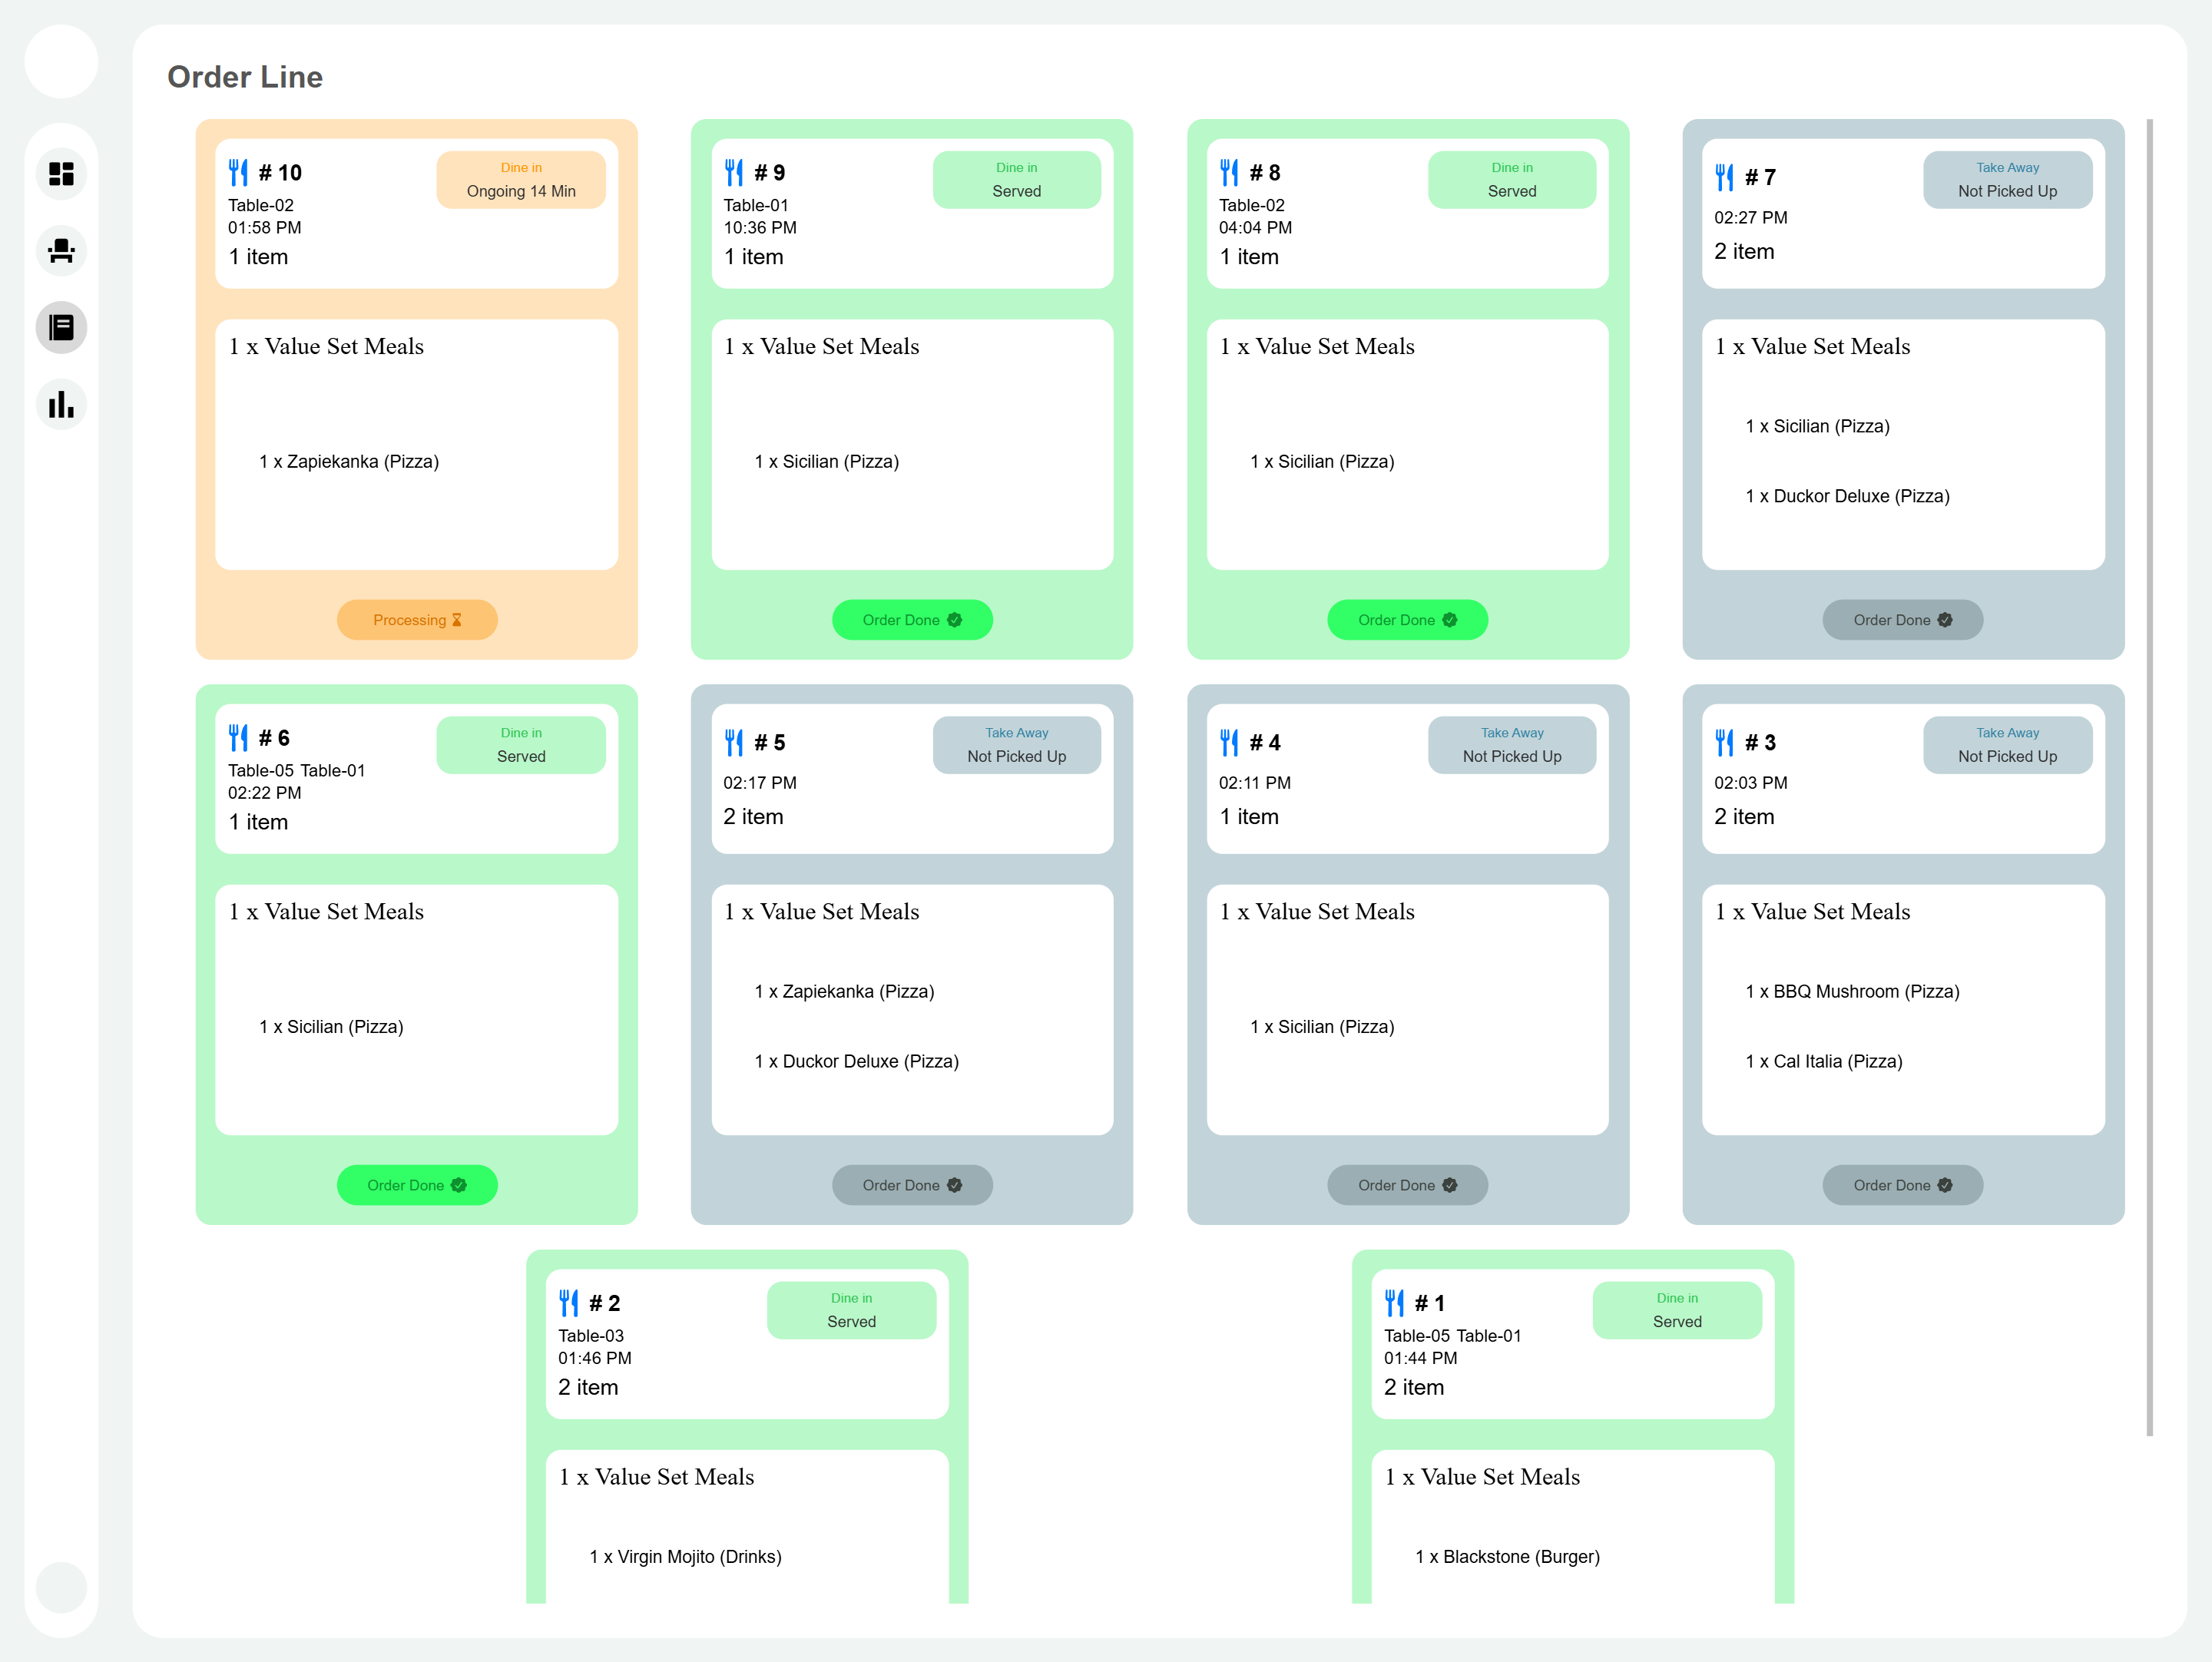 Order Line
# 10
Dine in
Ongoing 14 Min
Table-02
01:58 PM
1 item
1 x Value Set Meals
1 x Zapiekanka (Pizza)
Processing
# 9
Dine in
Served
Table-01
10:36 PM
1 item
1 x Value Set Meals
1 x Sicilian (Pizza)
Order Done
# 8
Dine in
Served
Table-02
04:04 PM
1 item
1 x Value Set Meals
1 x Sicilian (Pizza)
Order Done
# 7
Take Away
Not Picked Up
02:27 PM
2 item
1 x Value Set Meals
1 x Sicilian (Pizza)
1 x Duckor Deluxe (Pizza)
Order Done
# 6
Dine in
Served
Table-05 Table-01
02:22 PM
1 item
1 x Value Set Meals
1 x Sicilian (Pizza)
Order Done
# 5
Take Away
Not Picked Up
02:17 PM
2 item
1 x Value Set Meals
1 x Zapiekanka (Pizza)
1 x Duckor Deluxe (Pizza)
Order Done
# 4
Take Away
Not Picked Up
02:11 PM
1 item
1 x Value Set Meals
1 x Sicilian (Pizza)
Order Done
# 3
Take Away
Not Picked Up
02:03 PM
2 item
1 x Value Set Meals
1 x BBQ Mushroom (Pizza)
1 x Cal Italia (Pizza)
Order Done
# 2
Dine in
Served
Table-03
01:46 PM
2 item
1 x Value Set Meals
1 x Virgin Mojito (Drinks)
# 1
Dine in
Served
Table-05 Table-01
01:44 PM
2 item
1 x Value Set Meals
1 x Blackstone (Burger)